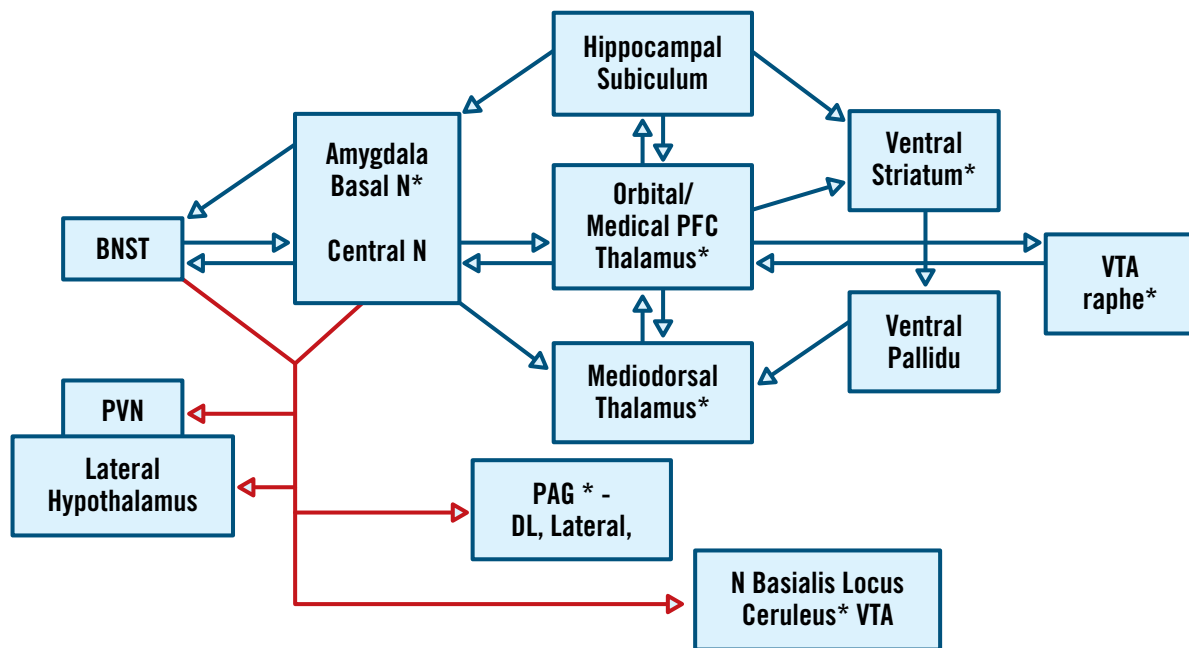 Hippocampal
Subiculum
Amygdala
Basal N*
Central N
Ventral
Striatum*
Orbital/
Medical PFC
Thalamus*
BNST
VTA
raphe*
Ventral
Pallidu
Mediodorsal
Thalamus*
PVN
Lateral
Hypothalamus
PAG * -
DL, Lateral,
N Basialis Locus
Ceruleus* VTA